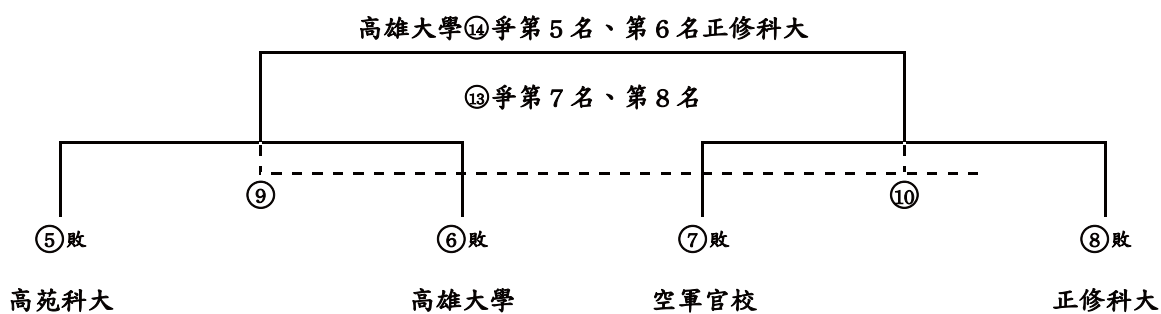 高雄大學⑭爭第5名、第6名正修科大
⑬爭第7名、第8名
⑨ ⑩
⑤敗 ⑥敗 ⑦敗 ⑧敗
高苑科大 高雄大學 空軍官校 正修科大